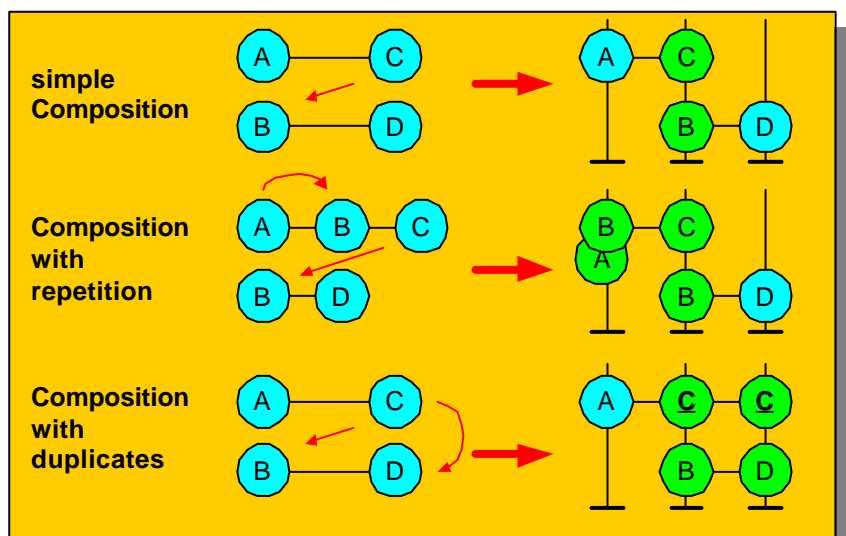 A C A C
simple
Composition
B D B D
Composition
with
repetition
A B C B C
A
B D B D
Composition
with
duplicates
A C A C C
B D B D